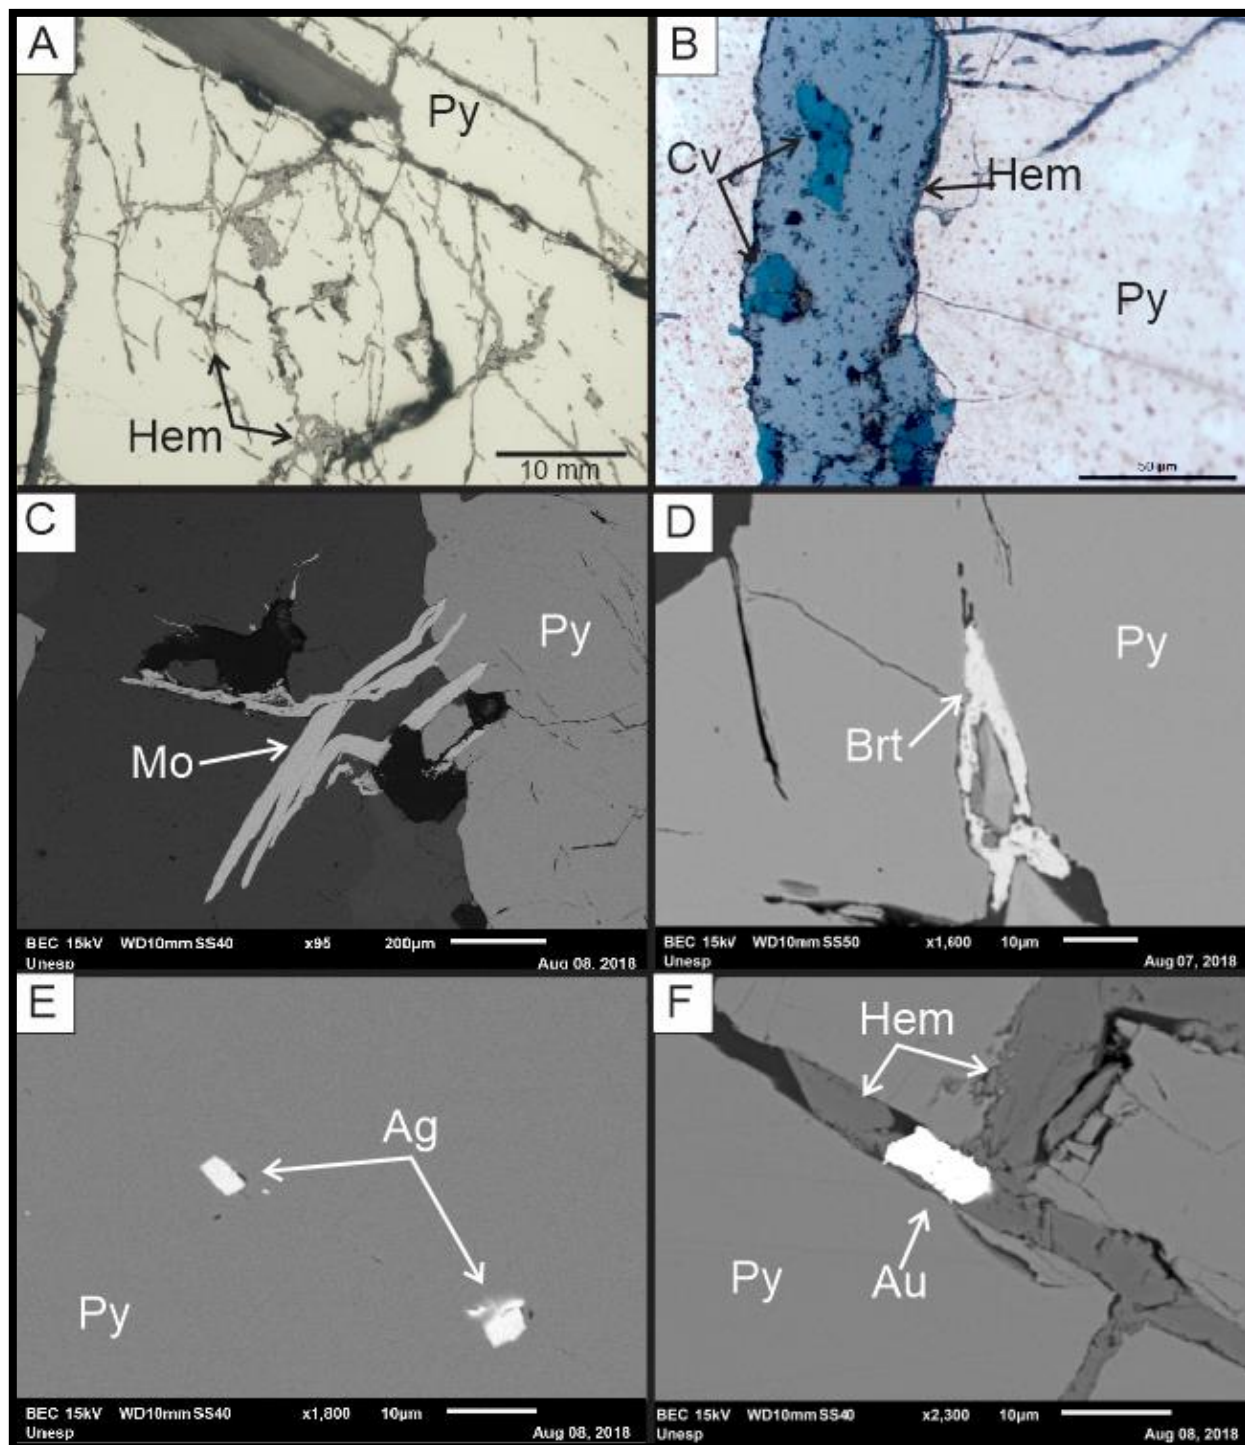 A
Py
Hem
10 mm
B
Cv
Hem
Py
50 µm
C
Py
Mo
BEC 15kV WD10mm SS40 x95 200µm
Unesp Aug 08, 2018
D
Py
Brt
BEC 15kV WD10mm SS50 x1,600 10µm
Unesp Aug 07, 2018
E
Ag
Py
BEC 15kV WD10mm SS40 x1,800 10µm
Unesp Aug 08, 2018
F
Hem
Py
Au
BEC 15kV WD10mm SS40 x2,300 10µm
Unesp Aug 08, 2018